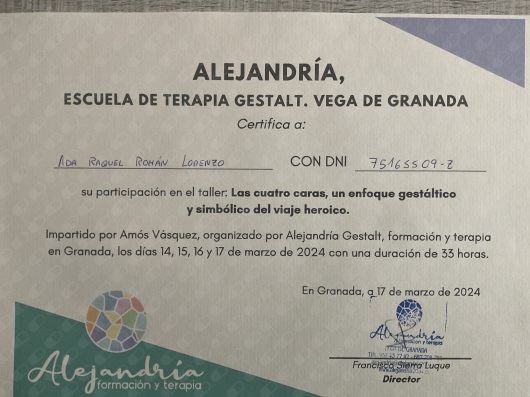 ALEJANDRÍA,
ESCUELA DE TERAPIA GESTALT. VEGA DE GRANADA
Certifica a:
ADA RAQUEL ROMÁN LORENZO CON DNI 75165509-Z
su participación en el taller: Las cuatro caras, un enfoque gestáltico
y simbólico del viaje heroico.
Impartido por Amós Vásquez, organizado por Alejandría Gestalt, formación y terapia
en Granada, los días 14, 15, 16 y 17 de marzo de 2024 con una duración de 33 horas.
En Granada, a 17 de marzo de 2024
Alejandría
formación y terapia
Francisco Sierra Luque
Director
Alejandría
formación y terapia